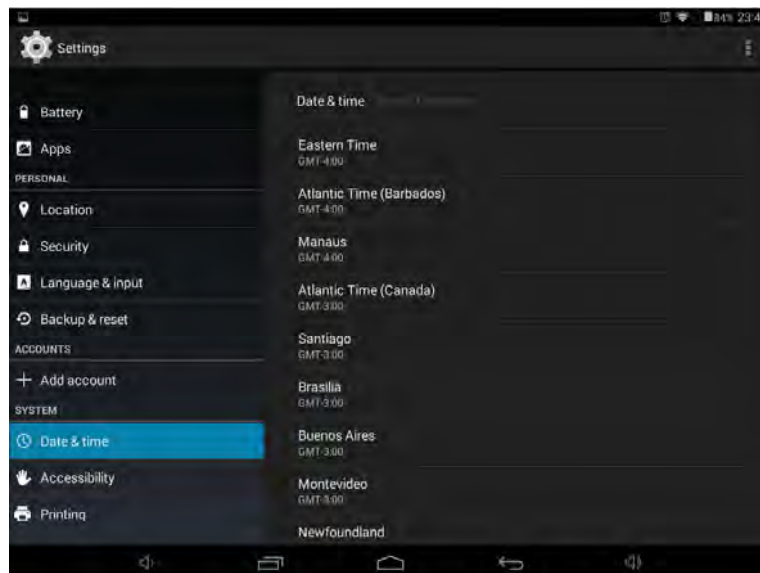 84% 23:4
Settings
Battery
Apps
PERSONAL
Location
Security
Language & input
Backup & reset
ACCOUNTS
Add account
SYSTEM
Date & time
Accessibility
Printing
Date & time
Eastern Time
GMT-4:00
Atlantic Time (Barbados)
GMT-4:00
Manaus
GMT-4:00
Atlantic Time (Canada)
GMT-3:00
Santiago
GMT-3:00
Brasilia
GMT-3:00
Buenos Aires
GMT-3:00
Montevideo
GMT-3:00
Newfoundland